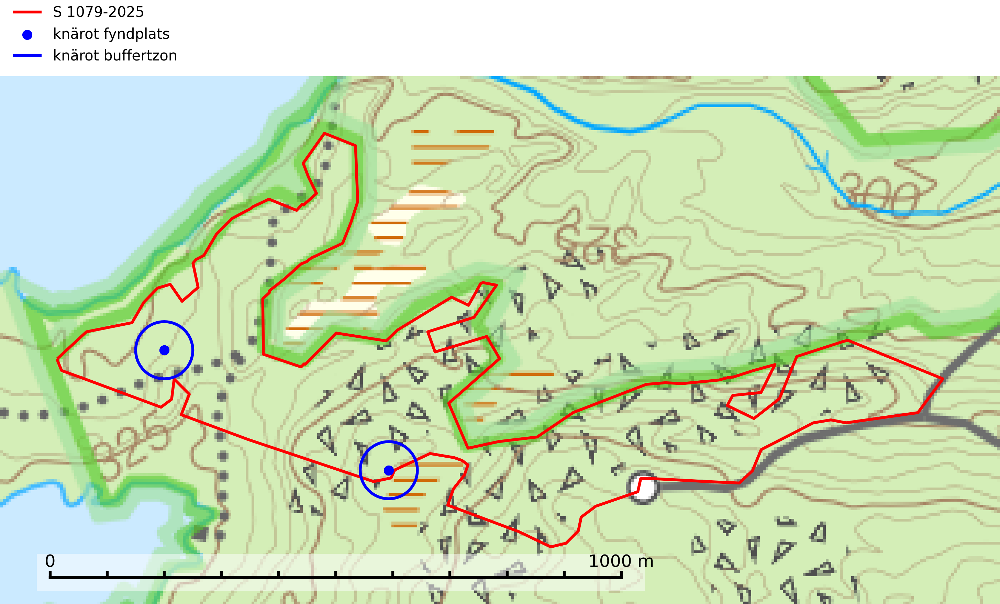 S 1079-2025
knärot fyndplats
knärot buffertzon
300
325
325
0
1000 m